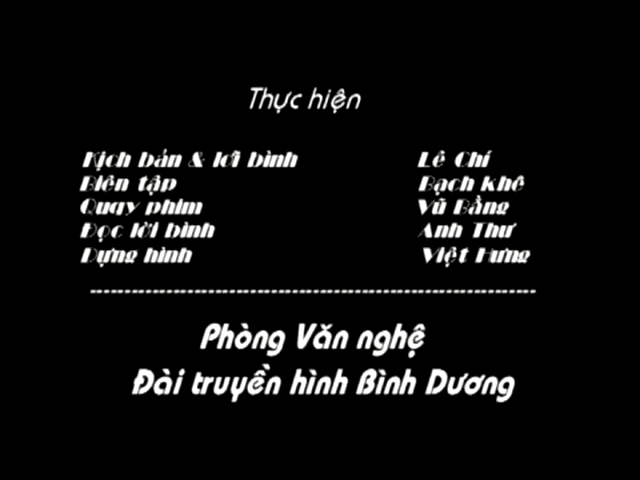 Thực hiện
Kịch bản & lời bình Lê Chí
Biên tập Bạch Khê
Quay phim Vũ Bằng
Đọc lời bình Anh Thư
Dựng hình Việt Hưng
Phòng Văn nghệ
Đài truyền hình Bình Dương